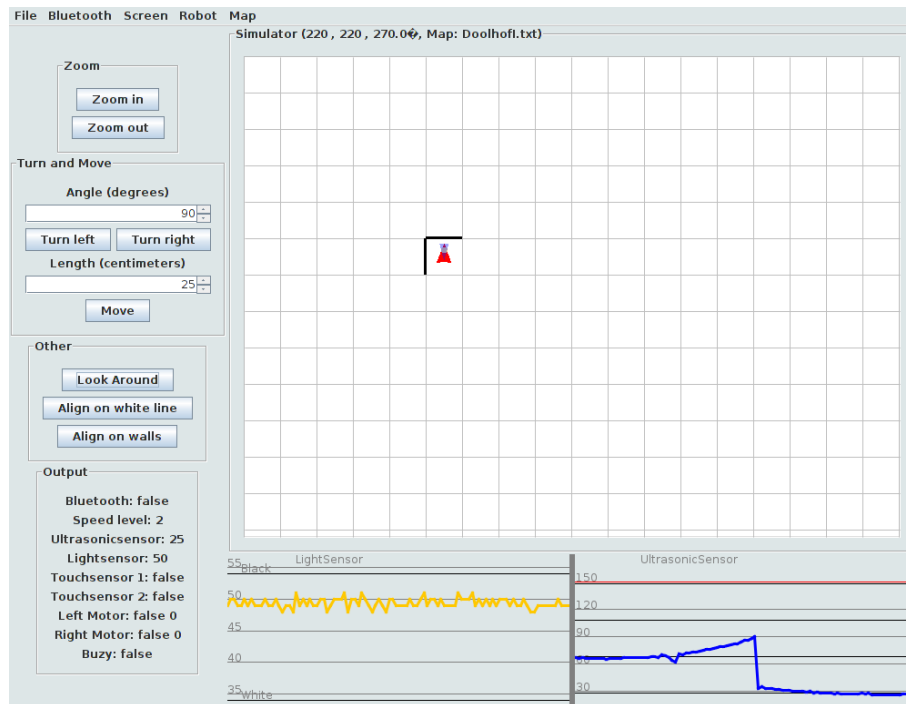 File Bluetooth Screen Robot Map
Simulator (220 , 220 , 270.0�, Map: Doolhofl.txt)
Zoom
Zoom in
Zoom out
Turn and Move
Angle (degrees)
90
Turn left Turn right
Length (centimeters)
25
Move
Other
Look Around
Align on white line
Align on walls
Output
Bluetooth: false
Speed level: 2
Ultrasonicsensor: 25
Lightsensor: 50
Touchsensor 1: false
Touchsensor 2: false
Left Motor: false 0
Right Motor: false 0
Buzy: false
LightSensor
55
Black
50
45
40
35
White
UltrasonicSensor
150
120
90
60
30